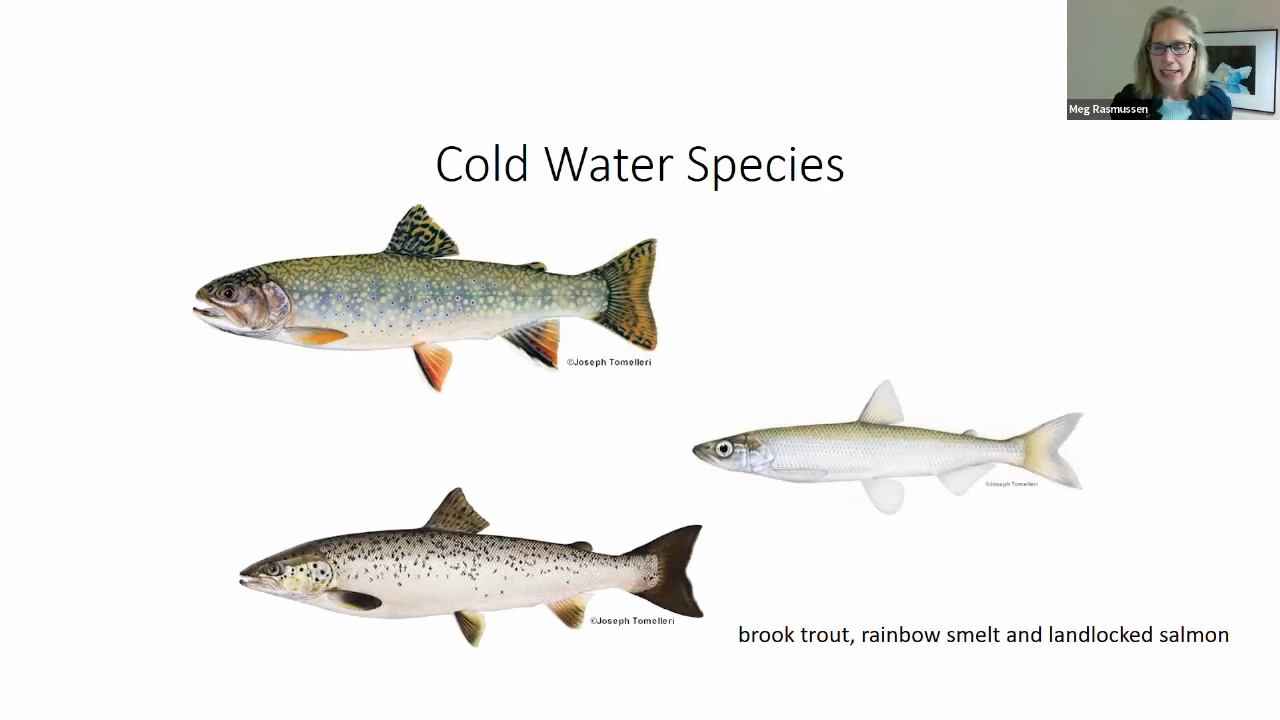 Meg Rasmussen
Cold Water Species
©Joseph Tomelleri
©Joseph Tomelleri
©Joseph Tomelleri
brook trout, rainbow smelt and landlocked salmon